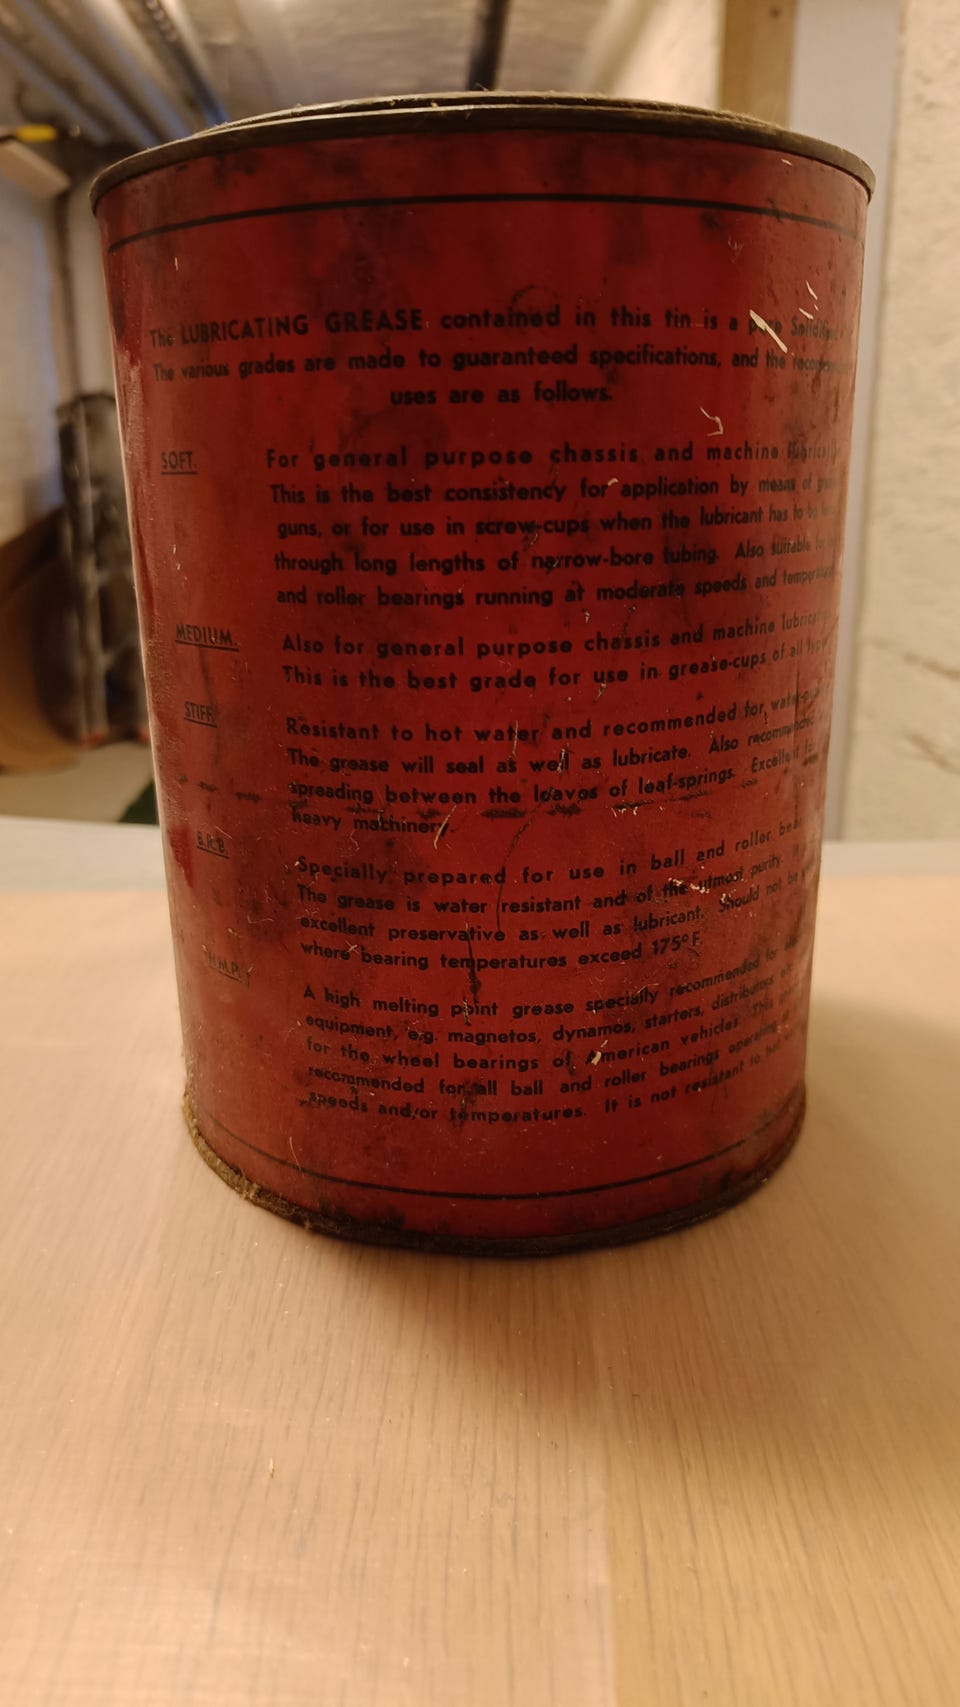 The LUBRICATING GREASE contained in this tin is a pure Solidified
The various grades are made to guaranteed specifications, and the
uses are as follows.
SOFT. For general purpose chassis and machine
This is the best consistency for application by means of
guns, or for use in screw-cups when the lubricant has to be
through long lengths of narrow-bore tubing. Also suitable for
and roller bearings running at moderate speeds and
MEDIUM. Also for general purpose chassis and machine
This is the best grade for use in grease-cups of all
STIFF. Resistant to hot water and recommended for
The grease will seal as well as lubricate. Also
spreading between the leaves of leaf-springs. Excellent for
heavy machinery.
B.R.B. Specially prepared for use in ball and roller
The grease is water resistant and of the utmost purity.
excellent preservative as well as lubricant. Should not be
where bearing temperatures exceed 175°F.
H.M.P. A high melting point grease specially recommended for
equipment, e.g. magnetos, dynamos, starters, distributors
for the wheel bearings of American vehicles. This
recommended for all ball and roller bearings operating
speeds and/or temperatures. It is not resistant to hot